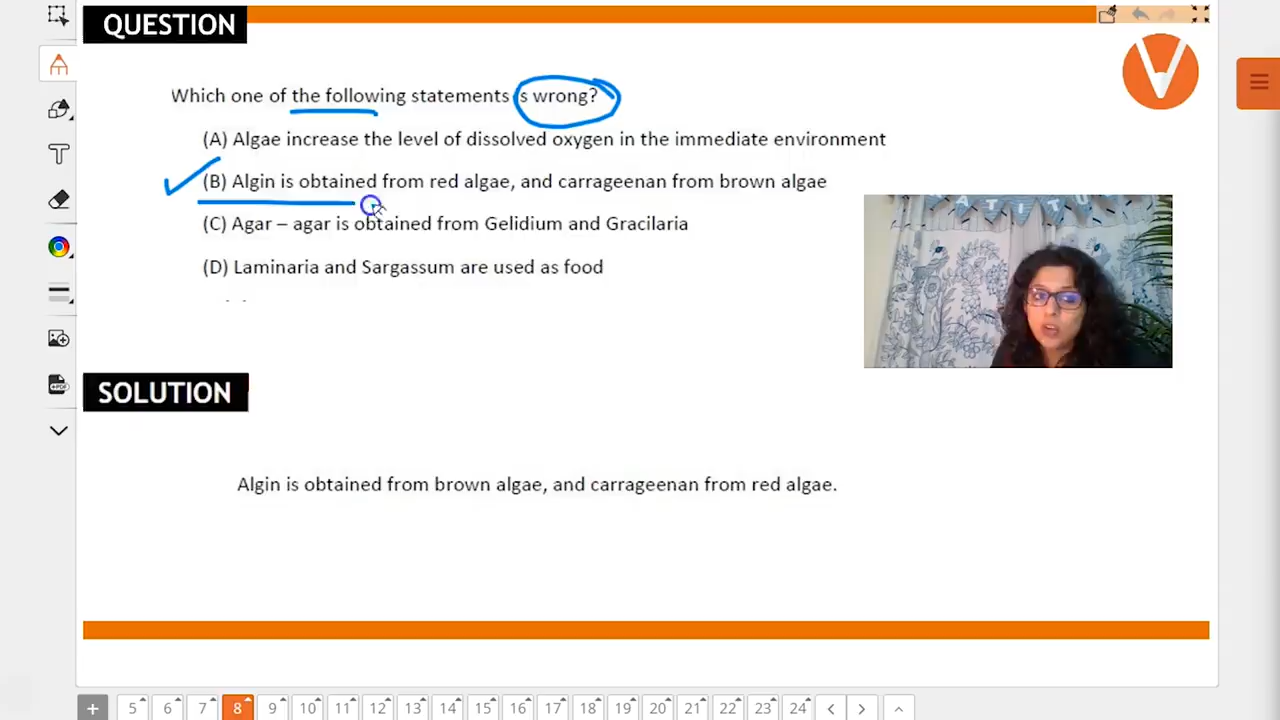 QUESTION
Which one of the following statements is wrong?
(A) Algae increase the level of dissolved oxygen in the immediate environment
(B) Algin is obtained from red algae, and carrageenan from brown algae
(C) Agar – agar is obtained from Gelidium and Gracilaria
(D) Laminaria and Sargassum are used as food
ATITU
SOLUTION
Algin is obtained from brown algae, and carrageenan from red algae.
5 6 7 8 9 10 11 12 13 14 15 16 17 18 19 20 21 22 23 24